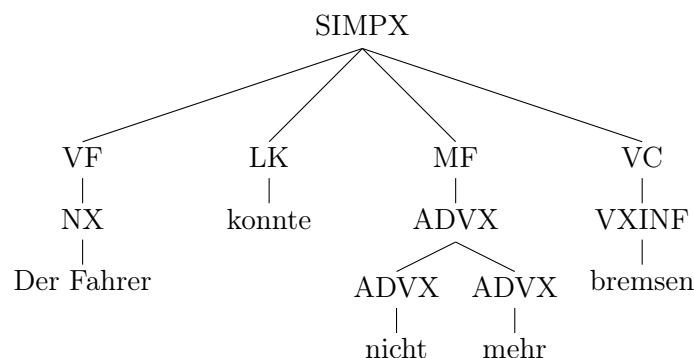 SIMPX
VF LK MF VC
NX konnte ADVX VXINF
Der Fahrer ADVX ADVX bremsen
nicht mehr